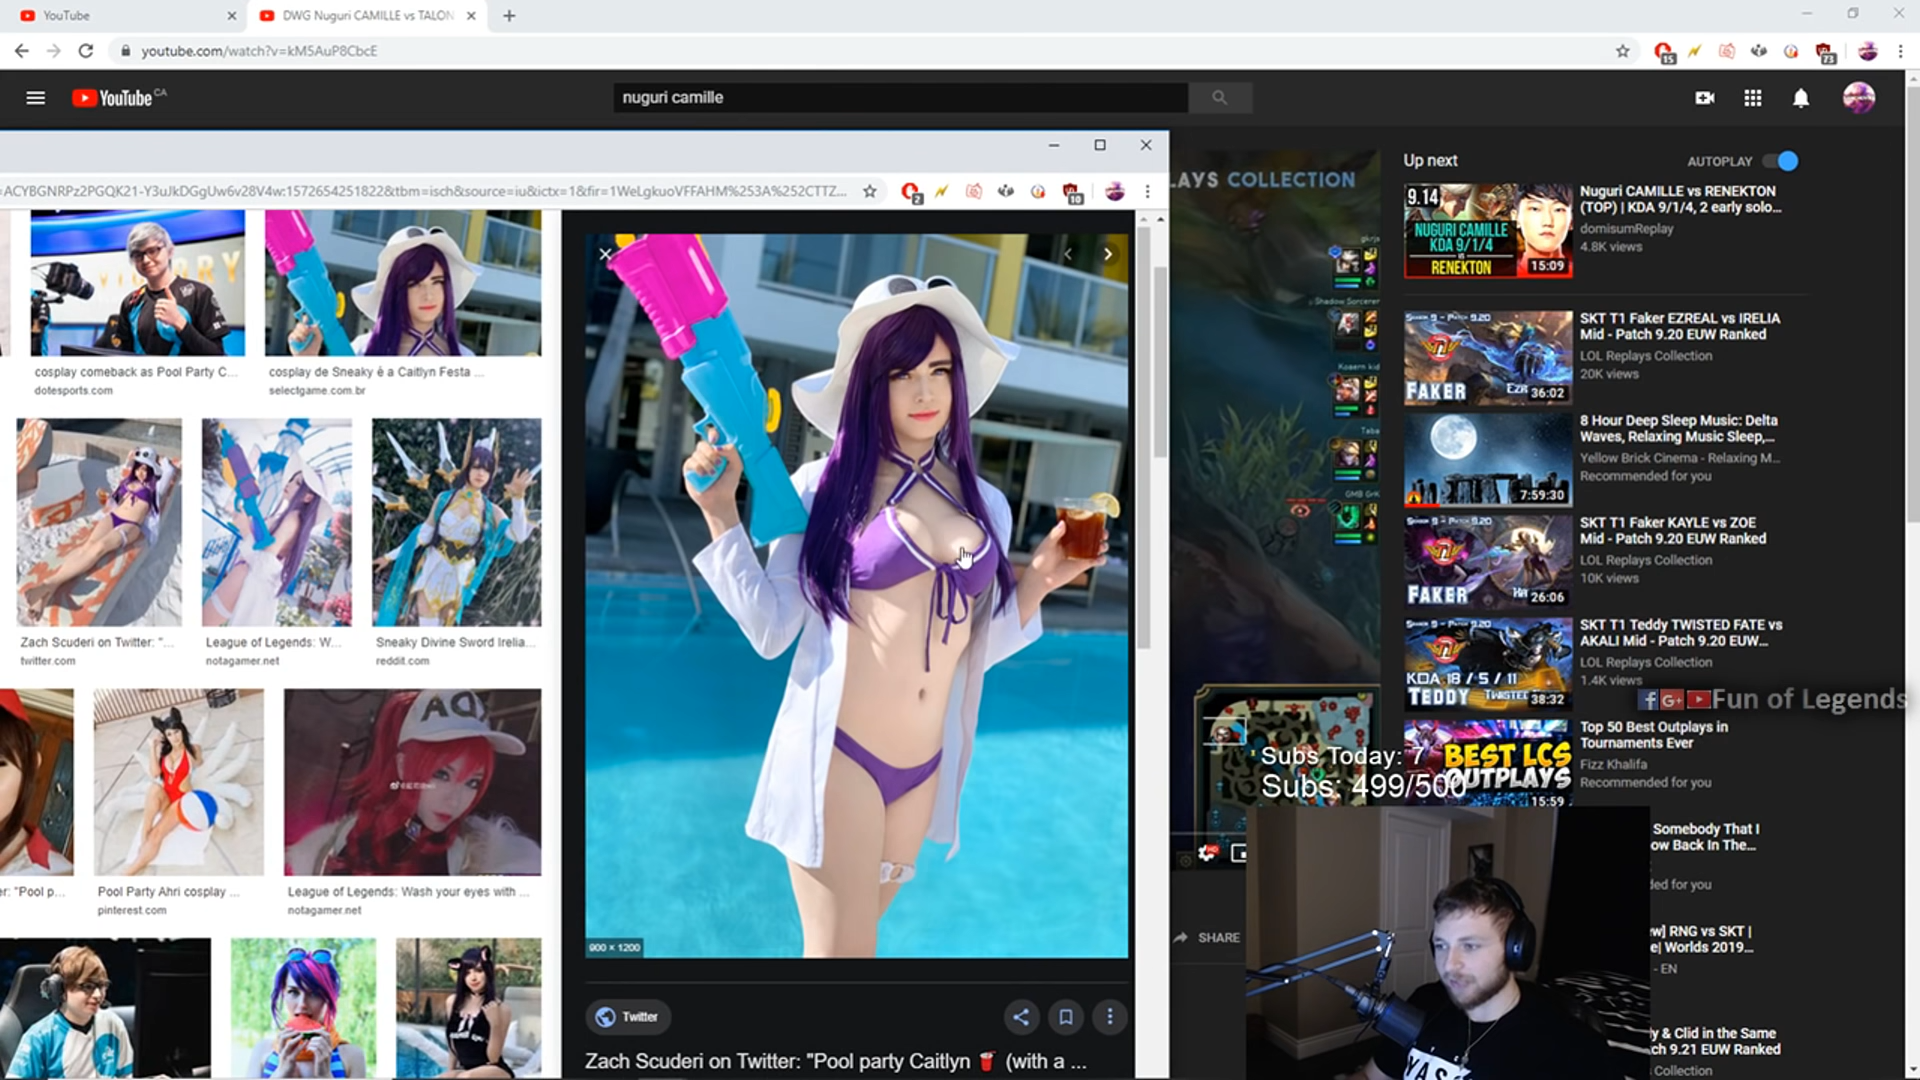 YouTube
DWG Nuguri CAMILLE vs TALON
youtube.com/watch?v=kM5AuP8CbcE
15
73
YouTube CA
nuguri camille
=ACYBGNRPz2PGQK21-Y3uJkDGgUw6v28V4w:1572654251822&tbm=isch&source=iu&ictx=1&fir=1WeLgkuoVFFAHM%253A%252CTTZ...
2
10
cosplay comeback as Pool Party C...
dotesports.com
cosplay de Sneaky è a Caitlyn Festa ...
selectgame.com.br
Zach Scuderi on Twitter: "...
twitter.com
League of Legends: W...
notagamer.net
Sneaky Divine Sword Irelia...
reddit.com
er: "Pool p...
Pool Party Ahri cosplay ...
pinterest.com
League of Legends: Wash your eyes with ...
notagamer.net
900 × 1200
Twitter
Zach Scuderi on Twitter: "Pool party Caitlyn (with a ...
LAYS COLLECTION
Shadow Sorcerer
SHARE
Up next
AUTOPLAY
9.14
NUGURI CAMILLE
KDA 9/1/4
VS
RENEKTON
15:09
Nuguri CAMILLE vs RENEKTON
(TOP) | KDA 9/1/4, 2 early solo...
domisumReplay
4.8K views
FAKER
36:02
SKT T1 Faker EZREAL vs IRELIA
Mid - Patch 9.20 EUW Ranked
LOL Replays Collection
20K views
7:59:30
8 Hour Deep Sleep Music: Delta
Waves, Relaxing Music Sleep,...
Yellow Brick Cinema - Relaxing M...
Recommended for you
FAKER
26:06
SKT T1 Faker KAYLE vs ZOE
Mid - Patch 9.20 EUW Ranked
LOL Replays Collection
10K views
KDA 18 / 5 / 11
TEDDY
38:32
SKT T1 Teddy TWISTED FATE vs
AKALI Mid - Patch 9.20 EUW...
LOL Replays Collection
1.4K views
Fun of Legends
BEST LCS
OUTPLAYS
15:59
Top 50 Best Outplays in
Tournaments Ever
Fizz Khalifa
Recommended for you
Subs Today: 7
Subs: 499/500
Somebody That I
ow Back In The...
ded for you
w] RNG vs SKT |
e| Worlds 2019...
- EN
y & Clid in the Same
ch 9.21 EUW Ranked
Collection